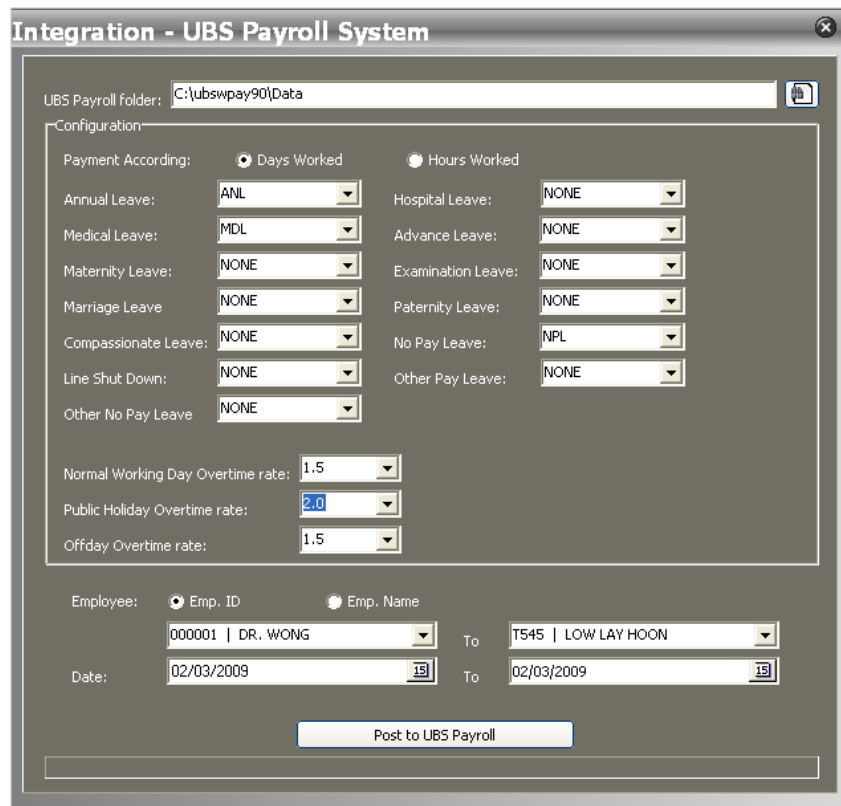 Integration - UBS Payroll System
UBS Payroll folder: C:\ubswpay90\Data
Configuration
Payment According: Days Worked Hours Worked
Annual Leave: ANL Hospital Leave: NONE
Medical Leave: MDL Advance Leave: NONE
Maternity Leave: NONE Examination Leave: NONE
Marriage Leave NONE Paternity Leave: NONE
Compassionate Leave: NONE No Pay Leave: NPL
Line Shut Down: NONE Other Pay Leave: NONE
Other No Pay Leave NONE
Normal Working Day Overtime rate: 1.5
Public Holiday Overtime rate: 2.0
Offday Overtime rate: 1.5
Employee: Emp. ID Emp. Name
000001 | DR. WONG To T545 | LOW LAY HOON
Date: 02/03/2009 15 To 02/03/2009 15
Post to UBS Payroll